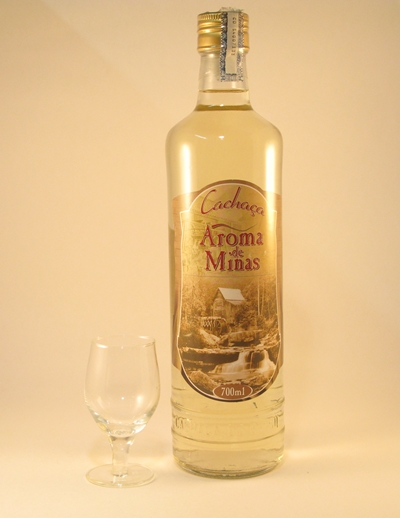 Cachaça
Aroma
de
Minas
700ml